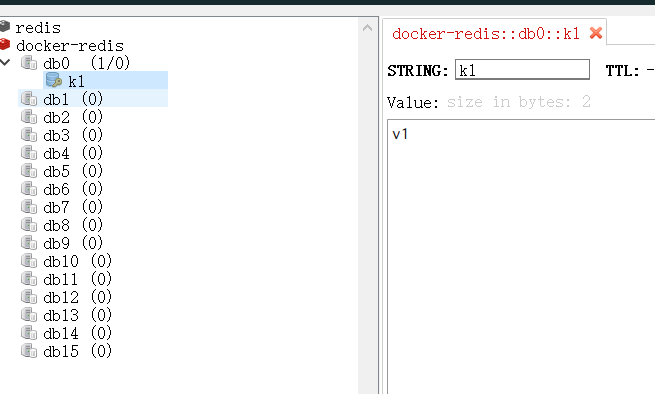 redis
docker-redis
db0 (1/0)
k1
db1 (0)
db2 (0)
db3 (0)
db4 (0)
db5 (0)
db6 (0)
db7 (0)
db8 (0)
db9 (0)
db10 (0)
db11 (0)
db12 (0)
db13 (0)
db14 (0)
db15 (0)
docker-redis::db0::k1
STRING: k1 TTL: -
Value: size in bytes: 2
v1